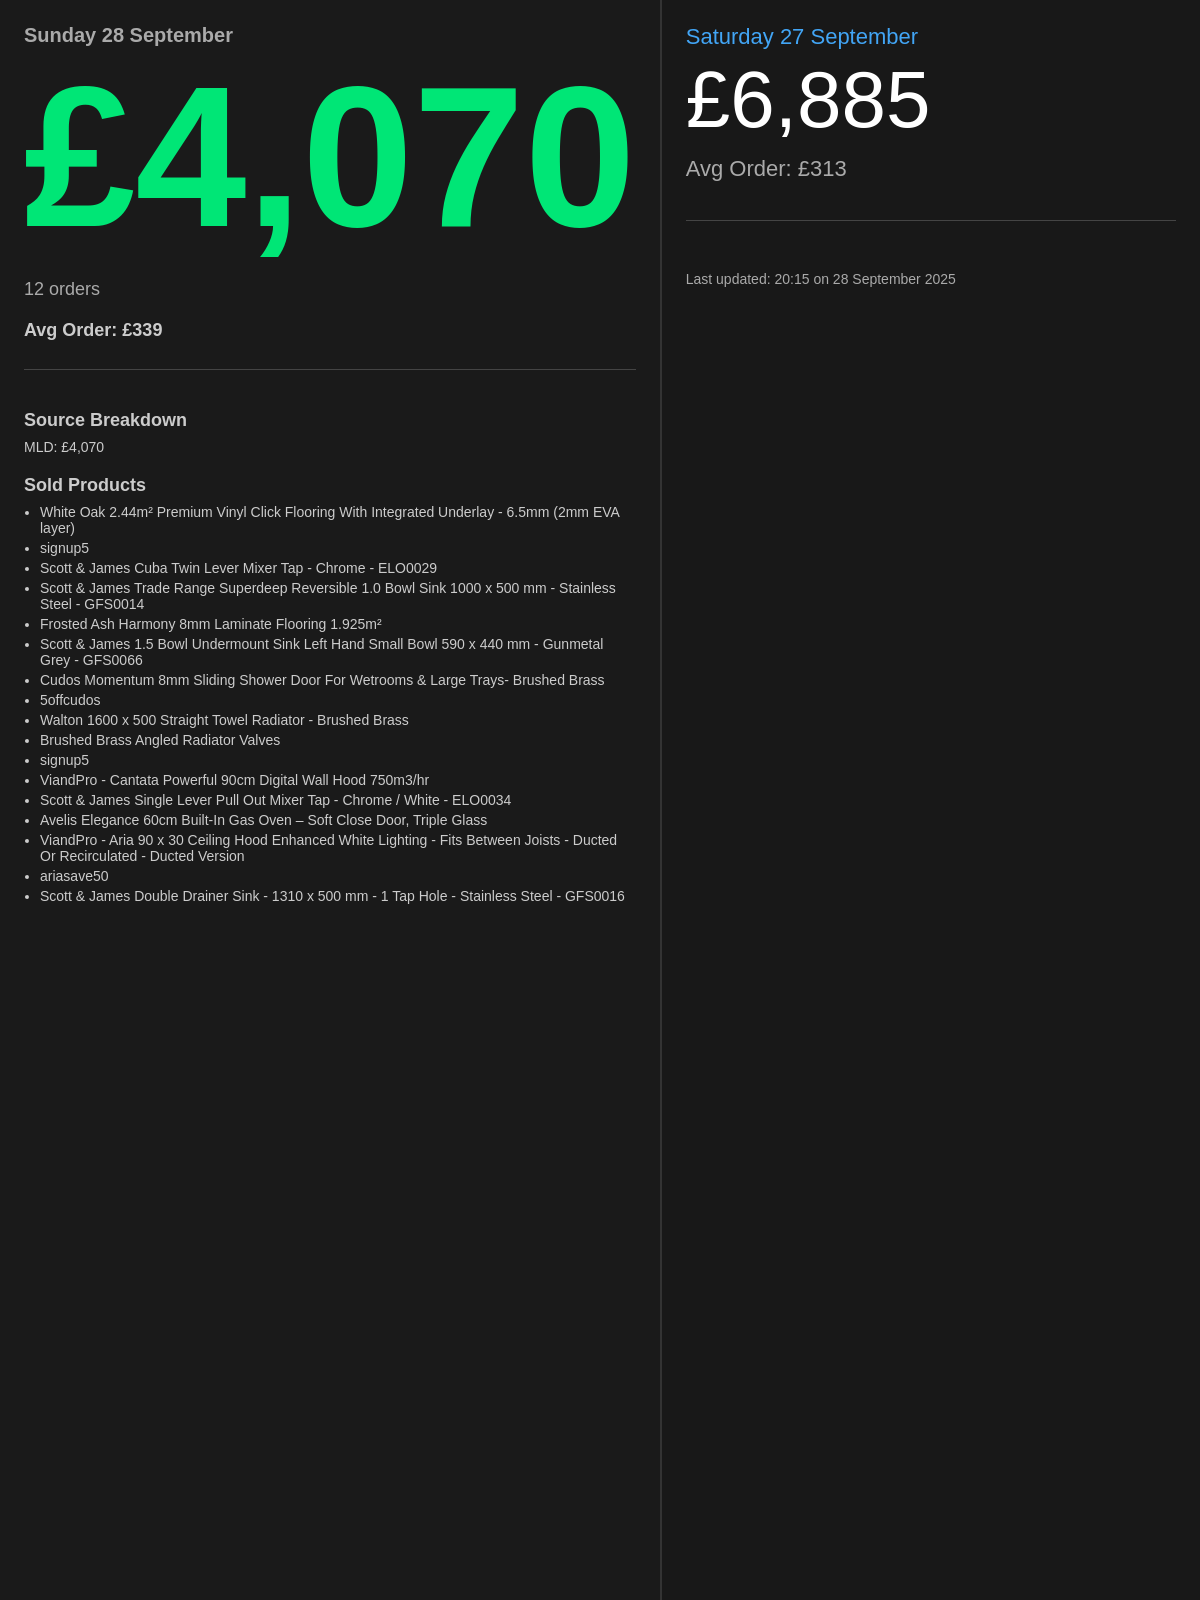 Sunday 28 September
£4,070
12 orders
Avg Order: £339
Source Breakdown
MLD: £4,070
Sold Products
• White Oak 2.44m² Premium Vinyl Click Flooring With Integrated Underlay - 6.5mm (2mm EVA
layer)
• signup5
• Scott & James Cuba Twin Lever Mixer Tap - Chrome - ELO0029
• Scott & James Trade Range Superdeep Reversible 1.0 Bowl Sink 1000 x 500 mm - Stainless
Steel - GFS0014
• Frosted Ash Harmony 8mm Laminate Flooring 1.925m²
• Scott & James 1.5 Bowl Undermount Sink Left Hand Small Bowl 590 x 440 mm - Gunmetal
Grey - GFS0066
• Cudos Momentum 8mm Sliding Shower Door For Wetrooms & Large Trays- Brushed Brass
• 5offcudos
• Walton 1600 x 500 Straight Towel Radiator - Brushed Brass
• Brushed Brass Angled Radiator Valves
• signup5
• ViandPro - Cantata Powerful 90cm Digital Wall Hood 750m3/hr
• Scott & James Single Lever Pull Out Mixer Tap - Chrome / White - ELO0034
• Avelis Elegance 60cm Built-In Gas Oven – Soft Close Door, Triple Glass
• ViandPro - Aria 90 x 30 Ceiling Hood Enhanced White Lighting - Fits Between Joists - Ducted
Or Recirculated - Ducted Version
• ariasave50
• Scott & James Double Drainer Sink - 1310 x 500 mm - 1 Tap Hole - Stainless Steel - GFS0016
Saturday 27 September
£6,885
Avg Order: £313
Last updated: 20:15 on 28 September 2025